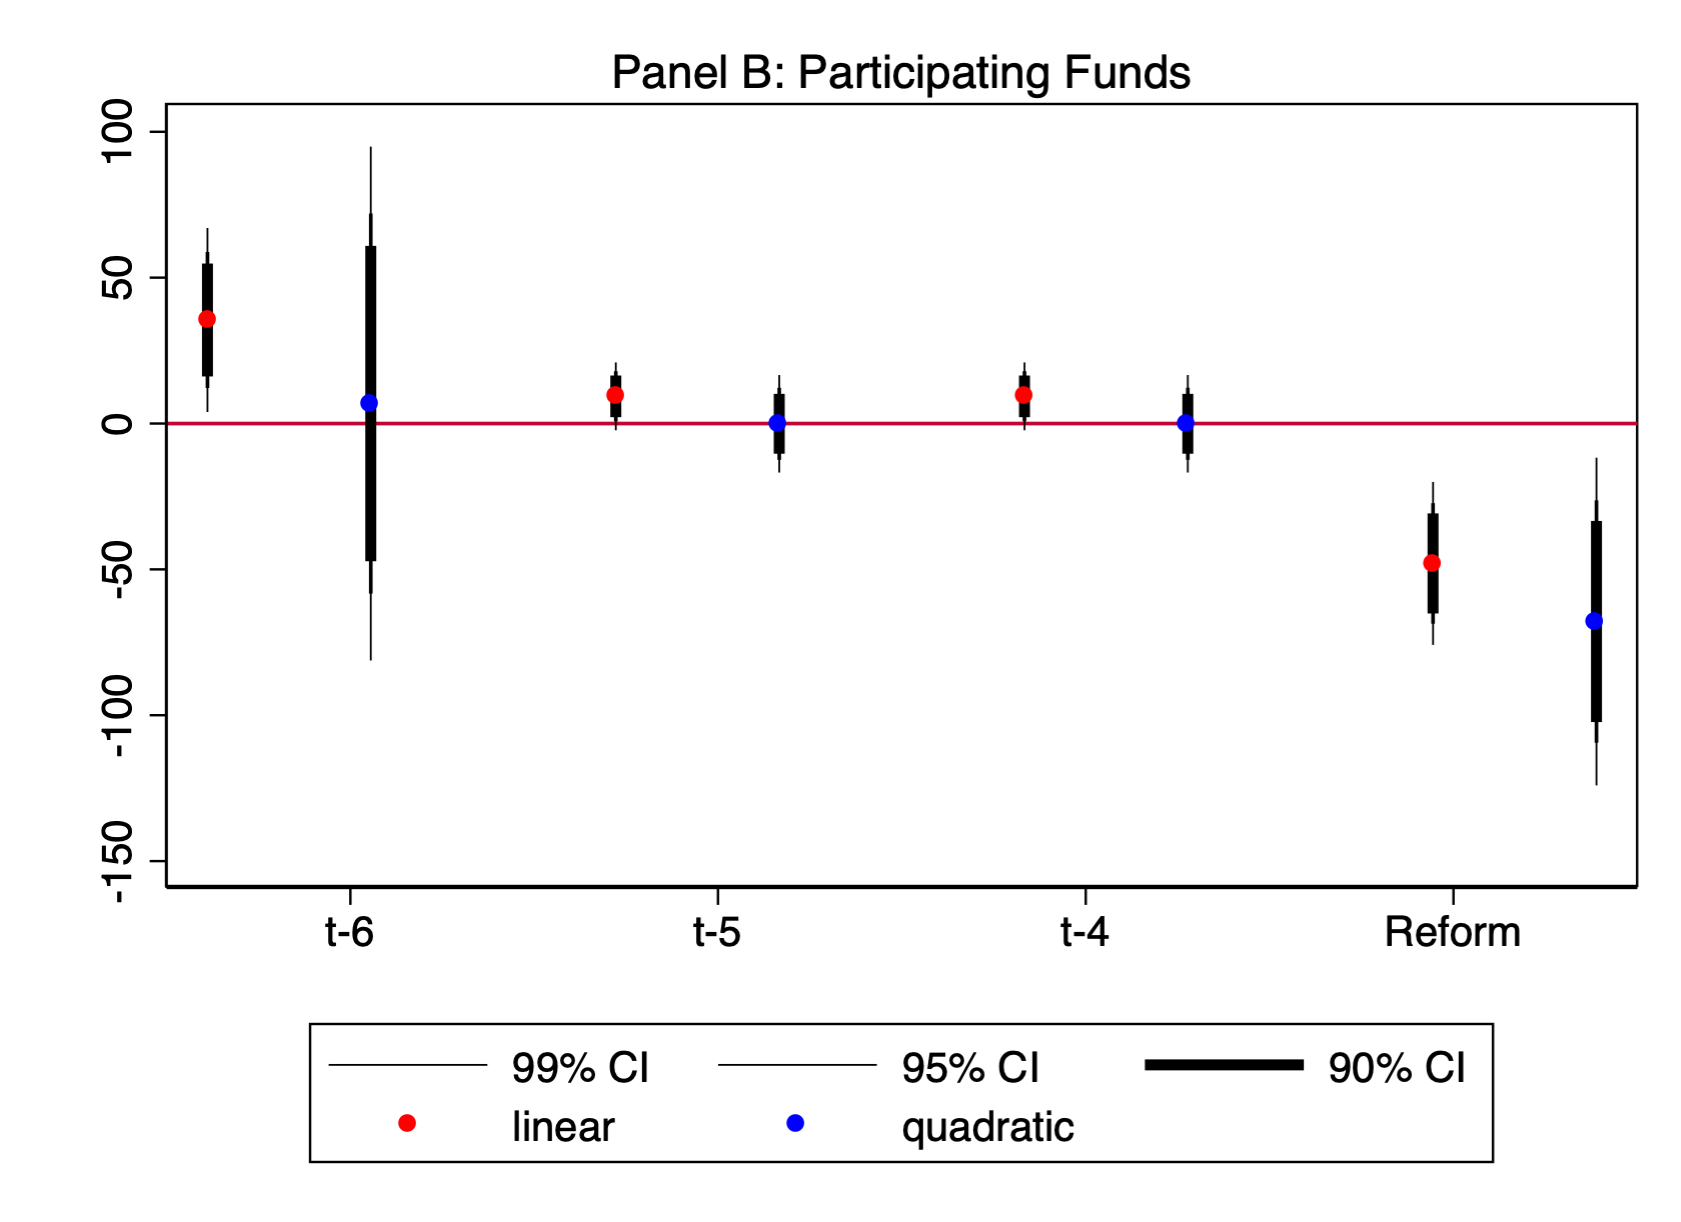 Panel B: Participating Funds
100
50
0
-50
-100
-150
t-6 t-5 t-4 Reform
99% CI 95% CI 90% CI
linear quadratic